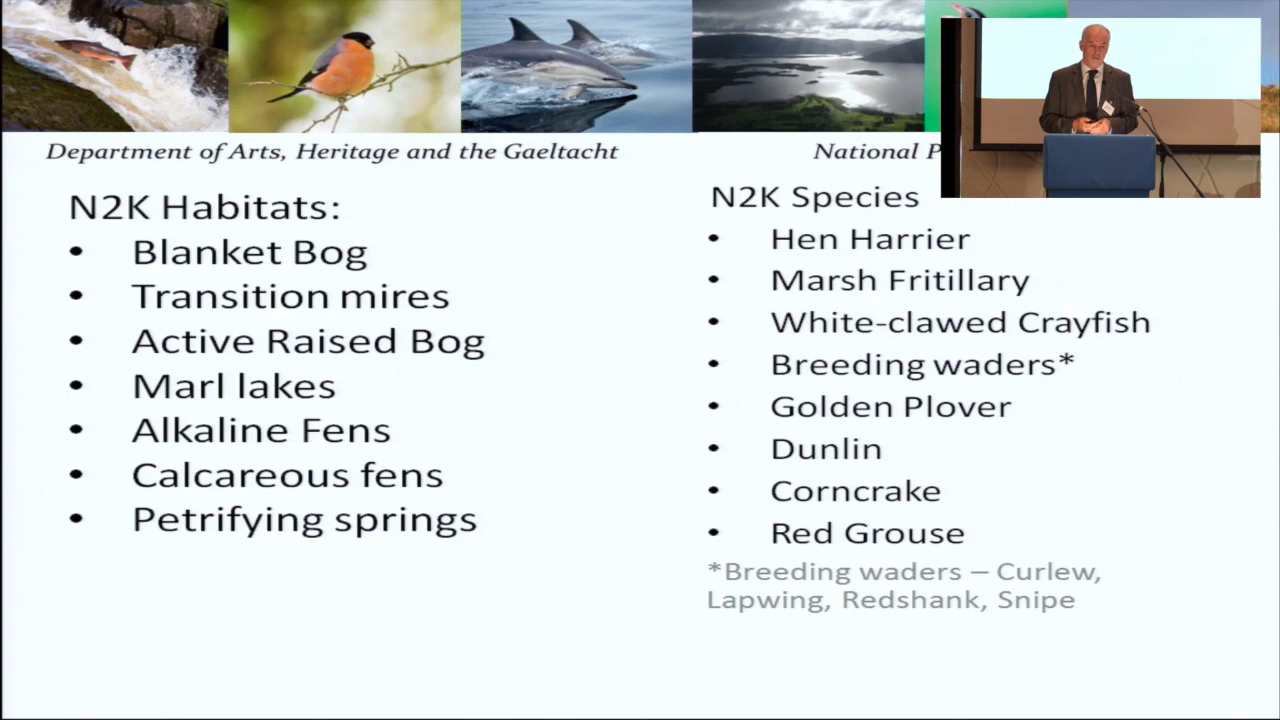 Department of Arts, Heritage and the Gaeltacht
National P
N2K Habitats:
• Blanket Bog
• Transition mires
• Active Raised Bog
• Marl lakes
• Alkaline Fens
• Calcareous fens
• Petrifying springs
N2K Species
• Hen Harrier
• Marsh Fritillary
• White-clawed Crayfish
• Breeding waders*
• Golden Plover
• Dunlin
• Corncrake
• Red Grouse
*Breeding waders – Curlew,
Lapwing, Redshank, Snipe